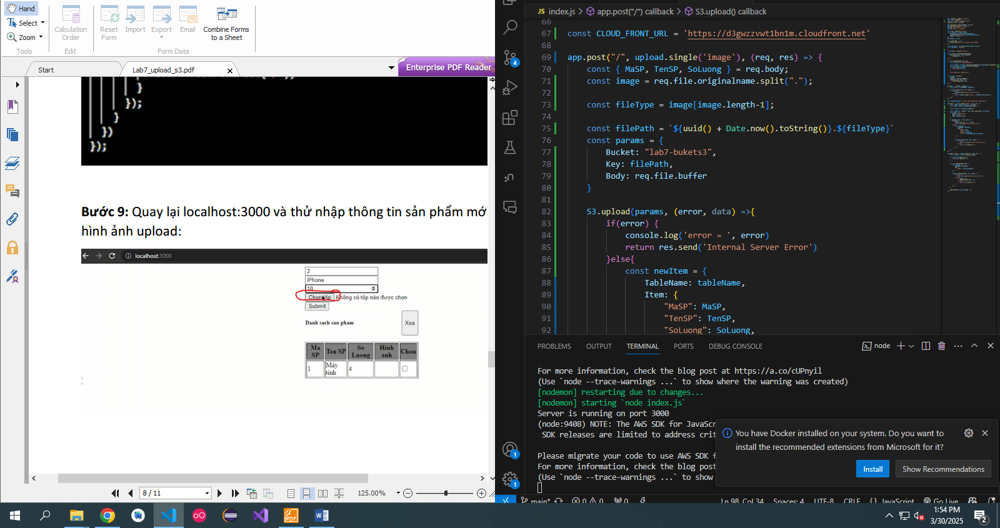 Hand
Select
Zoom
Tools
Calculation
Order
Edit
Reset
Form
Import
Export
Email
Combine Forms
to a Sheet
Form Data
Start
Lab7_upload_s3.pdf
Enterprise PDF Reader
}
});
}
})
});
Bước 9: Quay lại localhost:3000 và thử nhập thông tin sản phẩm mớ
hình ảnh upload:
localhost:3000
2
iPhone
10
Chọn tệp Không có tệp nào được chọn
Submit
Danh sach san pham
Xoa
Ma SP Ten SP So Luong Hinh anh Chon
1 Máy tính 4
8 / 11
125.00%
JS index.js > app.post("/") callback > S3.upload() callback
66
67 const CLOUD_FRONT_URL = 'https://d3gwzzvwt1bn1m.cloudfront.net'
68
69 app.post("/", upload.single('image'), (req, res) => {
70 const { MaSP, TenSP, SoLuong } = req.body;
71 const image = req.file.originalname.split(".");
72
73 const fileType = image[image.length-1];
74
75 const filePath = `${uuid() + Date.now().toString()}.${fileType}`
76 const params = {
77 Bucket: "lab7-bukets3",
78 Key: filePath,
79 Body: req.file.buffer
80 }
81
82 S3.upload(params, (error, data) =>{
83 if(error) {
84 console.log('error = ', error)
85 return res.send('Internal Server Error')
86 }else{
87 const newItem = {
88 TableName: tableName,
89 Item: {
90 "MaSP": MaSP,
91 "TenSP": TenSP,
92 "SoLuong": SoLuong,
4
1
1
PROBLEMS OUTPUT TERMINAL PORTS DEBUG CONSOLE
node
For more information, check the blog post at https://a.co/cUPnyil
(Use `node --trace-warnings ...` to show where the warning was created)
[nodemon] restarting due to changes...
[nodemon] starting `node index.js`
Server is running on port 3000
(node:9408) NOTE: The AWS SDK for JavaScr
SDK releases are limited to address crit
Please migrate your code to use AWS SDK f
For more information, check the blog post
(Use `node --trace-warnings ...` to show
You have Docker installed on your system. Do you want to
install the recommended extensions from Microsoft for it?
Install
Show Recommendations
main* 0 0 0 Ln 98, Col 34 Spaces: 4 UTF-8 CRLF { } JavaScript Go Live
1:54 PM
3/30/2025
2